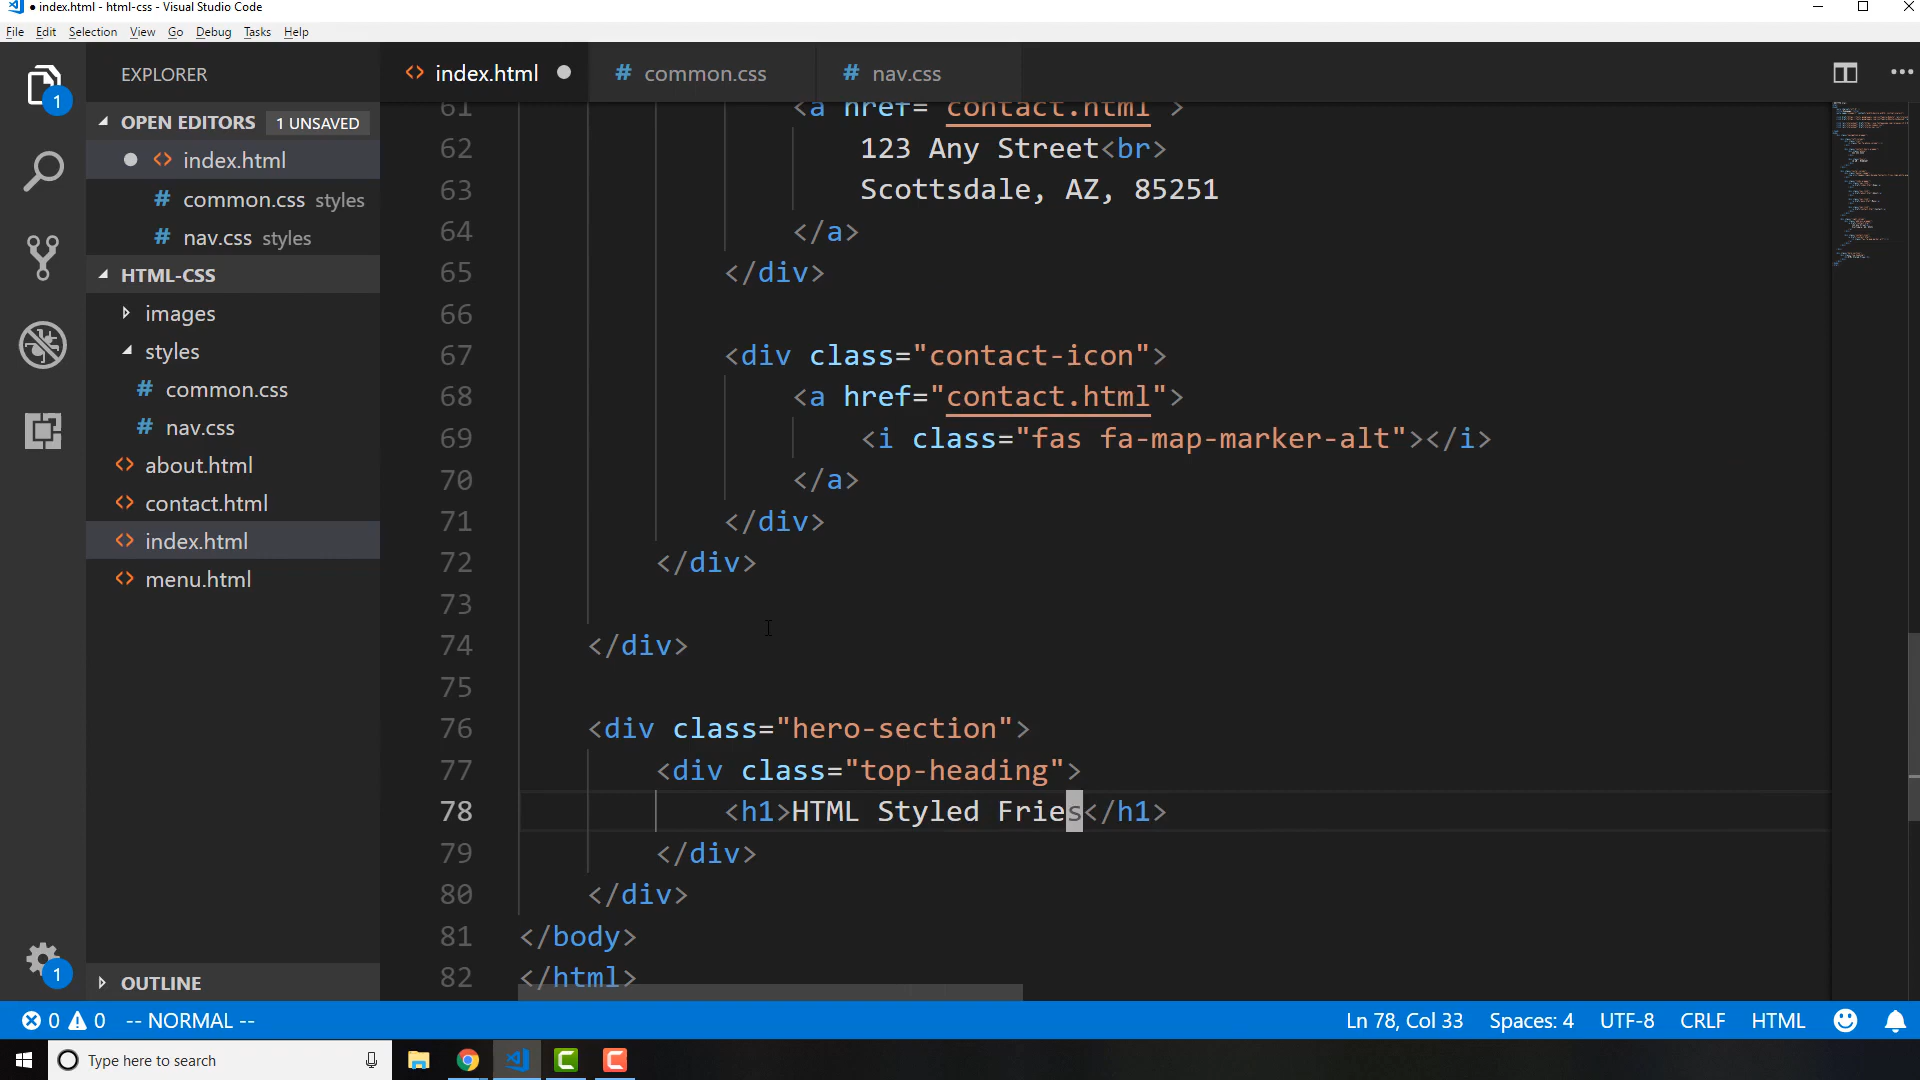 index.html - html-css - Visual Studio Code
File Edit Selection View Go Debug Tasks Help
EXPLORER
index.html
# common.css
# nav.css
OPEN EDITORS 1 UNSAVED
index.html
# common.css styles
# nav.css styles
HTML-CSS
images
styles
# common.css
# nav.css
<> about.html
<> contact.html
<> index.html
<> menu.html
OUTLINE
61 <a href="contact.html">
62 123 Any Street<br>
63 Scottsdale, AZ, 85251
64 </a>
65 </div>
66
67 <div class="contact-icon">
68 <a href="contact.html">
69 <i class="fas fa-map-marker-alt"></i>
70 </a>
71 </div>
72 </div>
73
74 </div>
75
76 <div class="hero-section">
77 <div class="top-heading">
78 <h1>HTML Styled Fries</h1>
79 </div>
80 </div>
81 </body>
82 </html>
1
1
0 0 -- NORMAL --
Ln 78, Col 33 Spaces: 4 UTF-8 CRLF HTML
Type here to search